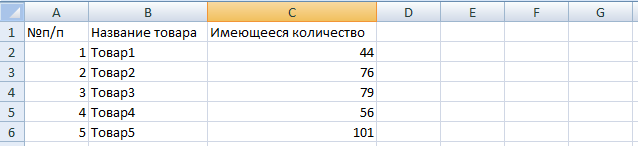 A B C D E F G
1 №п/п Название товара Имеющееся количество
2 1 Товар1 44
3 2 Товар2 76
4 3 Товар3 79
5 4 Товар4 56
6 5 Товар5 101